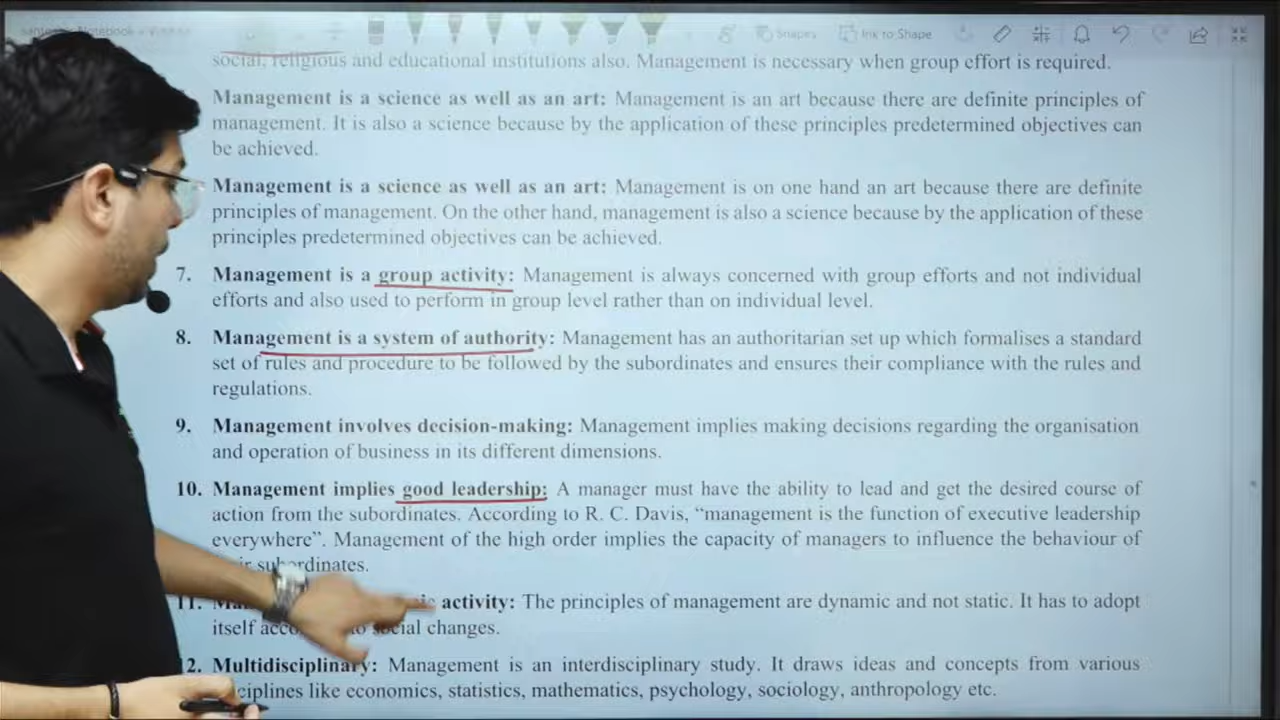 Shapes
Ink to Shape
social, religious and educational institutions also. Management is necessary when group effort is required.
Management is a science as well as an art: Management is an art because there are definite principles of
management. It is also a science because by the application of these principles predetermined objectives can
be achieved.
Management is a science as well as an art: Management is on one hand an art because there are definite
principles of management. On the other hand, management is also a science because by the application of these
principles predetermined objectives can be achieved.
7. Management is a group activity: Management is always concerned with group efforts and not individual
efforts and also used to perform in group level rather than on individual level.
8. Management is a system of authority: Management has an authoritarian set up which formalises a standard
set of rules and procedure to be followed by the subordinates and ensures their compliance with the rules and
regulations.
9. Management involves decision-making: Management implies making decisions regarding the organisation
and operation of business in its different dimensions.
10. Management implies good leadership: A manager must have the ability to lead and get the desired course of
action from the subordinates. According to R. C. Davis, “management is the function of executive leadership
everywhere”. Management of the high order implies the capacity of managers to influence the behaviour of
subordinates.
11. activity: The principles of management are dynamic and not static. It has to adopt
itself social changes.
12. Multidisciplinary: Management is an interdisciplinary study. It draws ideas and concepts from various
like economics, statistics, mathematics, psychology, sociology, anthropology etc.